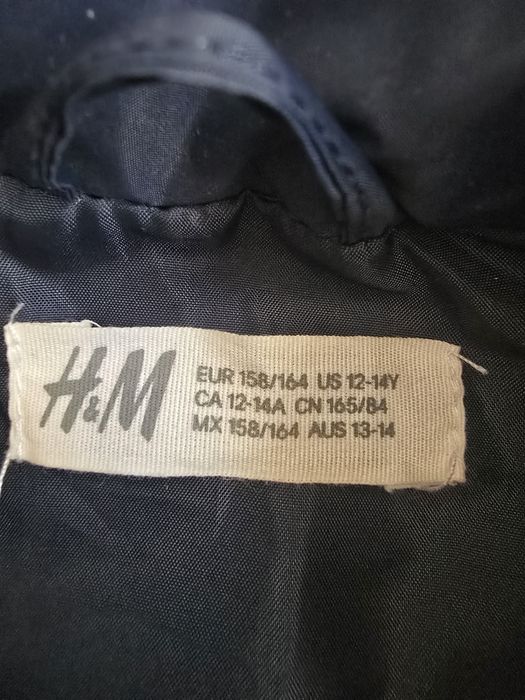 H&M
EUR 158/164 US 12-14Y
CA 12-14A CN 165/84
MX 158/164 AUS 13-14